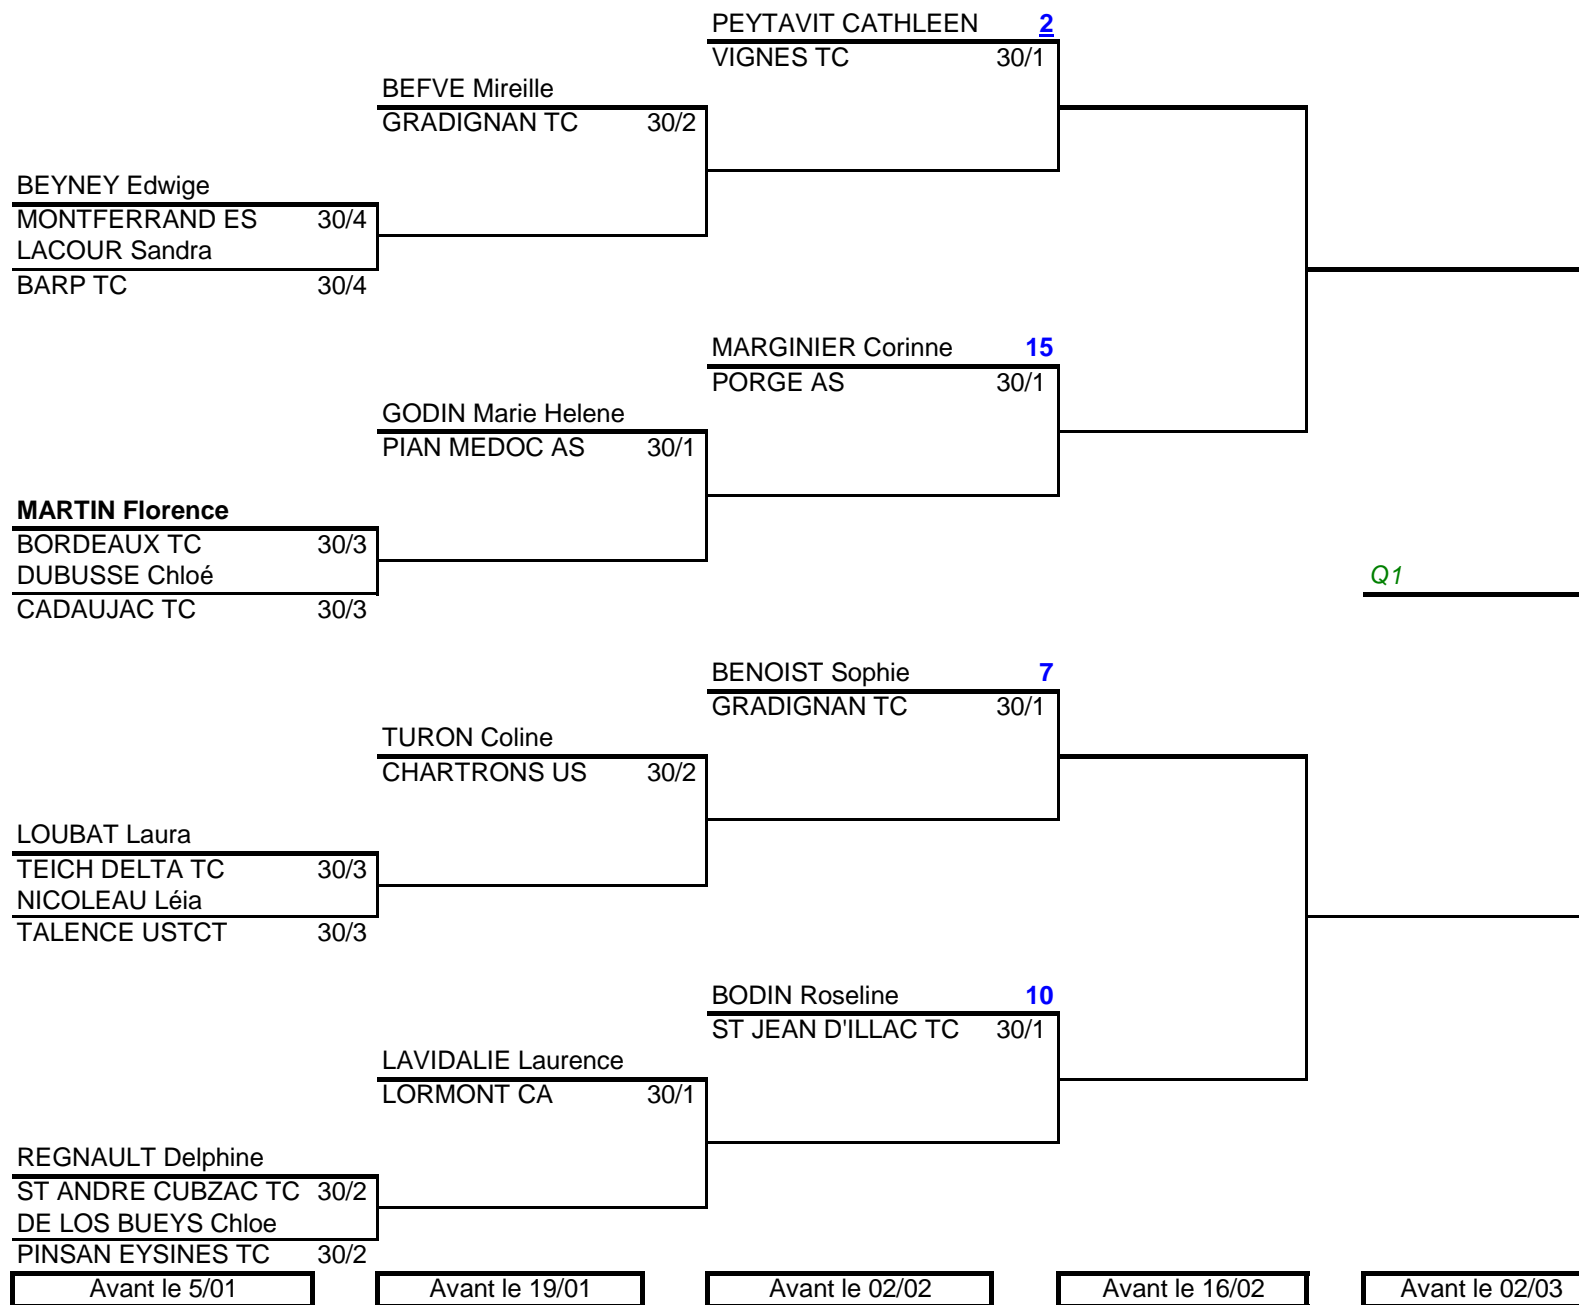 PEYTAVIT CATHLEEN 2
VIGNES TC 30/1
BEFVE Mireille
GRADIGNAN TC 30/2
BEYNEY Edwige
MONTFERRAND ES 30/4
LACOUR Sandra
BARP TC 30/4
MARGINIER Corinne 15
PORGE AS 30/1
GODIN Marie Helene
PIAN MEDOC AS 30/1
MARTIN Florence
BORDEAUX TC 30/3
DUBUSSE Chloé
CADAUJAC TC 30/3
Q1
BENOIST Sophie 7
GRADIGNAN TC 30/1
TURON Coline
CHARTRONS US 30/2
LOUBAT Laura
TEICH DELTA TC 30/3
NICOLEAU Léia
TALENCE USTCT 30/3
BODIN Roseline 10
ST JEAN D'ILLAC TC 30/1
LAVIDALIE Laurence
LORMONT CA 30/1
REGNAULT Delphine
ST ANDRE CUBZAC TC 30/2
DE LOS BUEYS Chloe
PINSAN EYSINES TC 30/2
Avant le 5/01 Avant le 19/01 Avant le 02/02 Avant le 16/02 Avant le 02/03